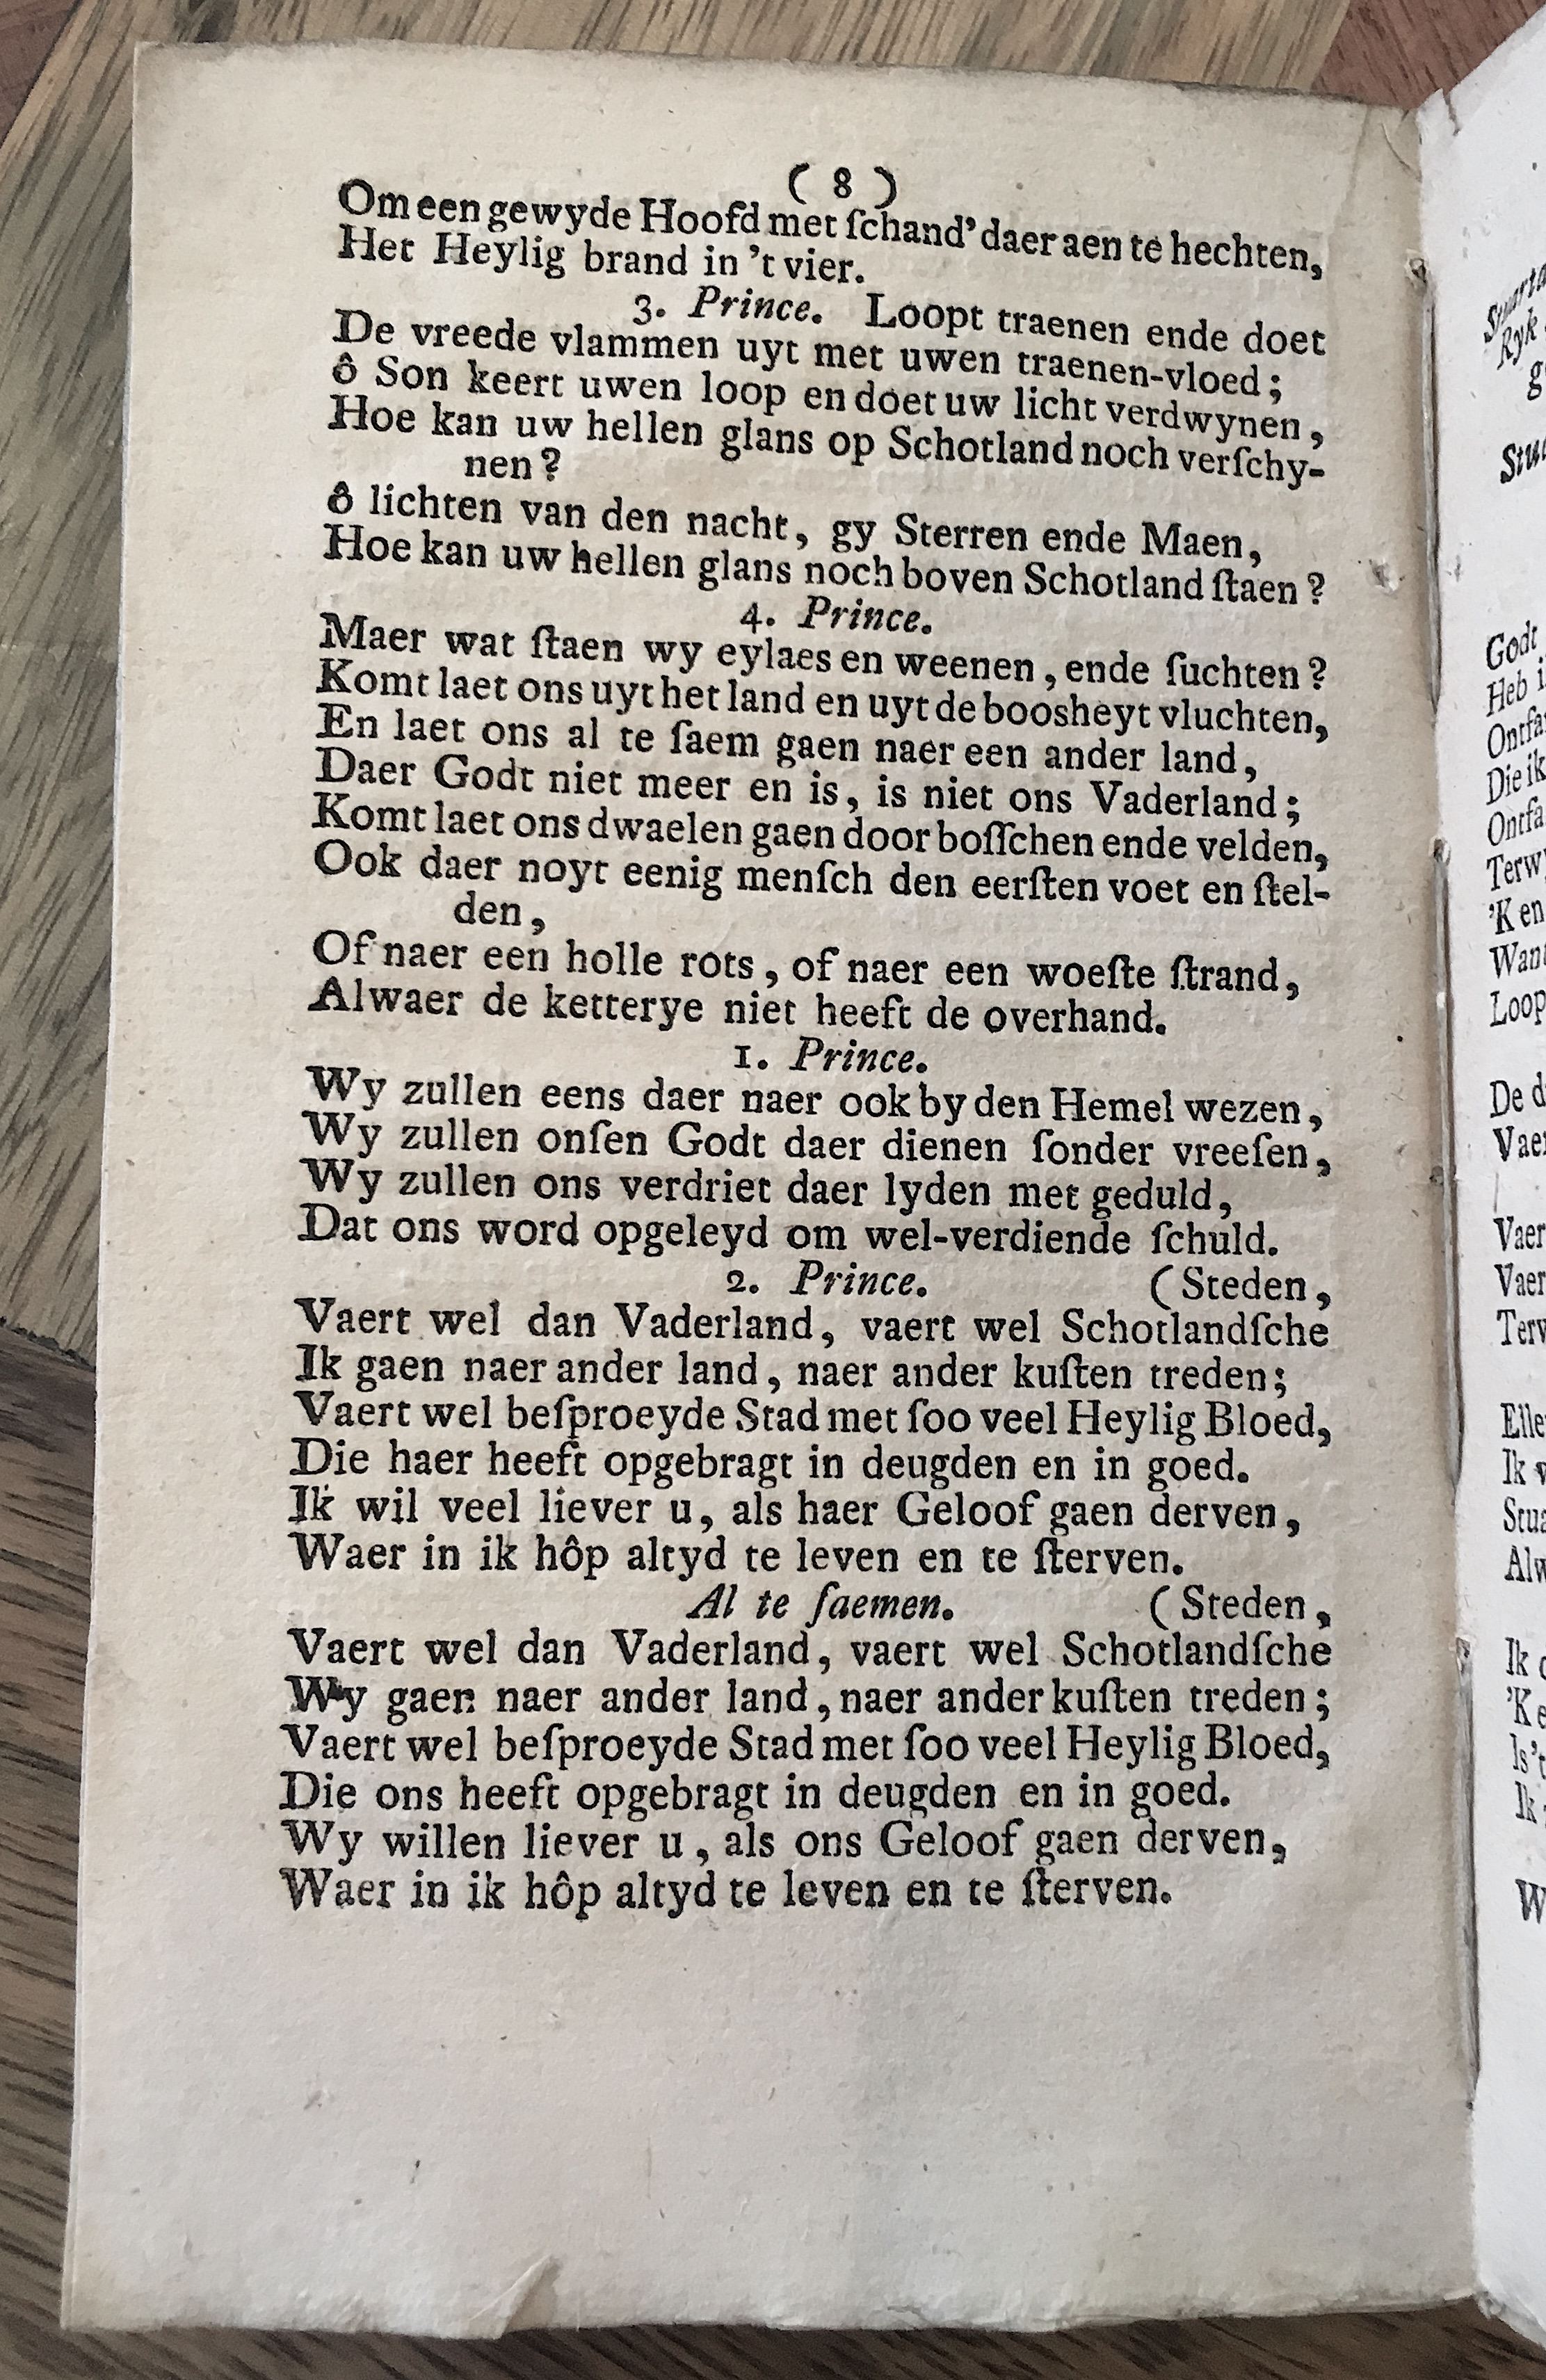 ( 8 )
Om een gewyde Hoofd met ſchand' daer aen te hechten,
Het Heylig brand in 't vier.
3. Prince. Loopt traenen ende doet
De vreede vlammen uyt met uwen traenen-vloed;
ô Son keert uwen loop en doet uw licht verdwynen,
Hoe kan uw hellen glans op Schotland noch verſchy-
nen?
ô lichten van den nacht, gy Sterren ende Maen,
Hoe kan uw hellen glans noch boven Schotland ſtaen?
4. Prince.
Maer wat ſtaen wy eylaes en weenen, ende ſuchten?
Komt laet ons uyt het land en uyt de boosheyt vluchten,
En laet ons al te ſaem gaen naer een ander land,
Daer Godt niet meer en is, is niet ons Vaderland;
Komt laet ons dwaelen gaen door boſſchen ende velden,
Ook daer noyt eenig menſch den eerſten voet en ſtel-
den,
Of naer een holle rots, of naer een woeſte ſtrand,
Alwaer de ketterye niet heeft de overhand.
1. Prince.
Wy zullen eens daer naer ook by den Hemel wezen,
Wy zullen onſen Godt daer dienen ſonder vreeſen,
Wy zullen ons verdriet daer lyden met geduld,
Dat ons word opgeleyd om wel-verdiende ſchuld.
2. Prince. (Steden,
Vaert wel dan Vaderland, vaert wel Schotlandſche
Ik gaen naer ander land, naer ander kuſten treden;
Vaert wel beſproeyde Stad met ſoo veel Heylig Bloed,
Die haer heeft opgebragt in deugden en in goed.
Ik wil veel liever u, als haer Geloof gaen derven,
Waer in ik hôp altyd te leven en te ſterven.
Al te ſaemen. (Steden,
Vaert wel dan Vaderland, vaert wel Schotlandſche
Wy gaen naer ander land, naer ander kuſten treden;
Vaert wel beſproeyde Stad met ſoo veel Heylig Bloed,
Die ons heeft opgebragt in deugden en in goed.
Wy willen liever u, als ons Geloof gaen derven,
Waer in ik hôp altyd te leven en te ſterven.
Godt
Heb
Die ik
'K en
Loop
De
Ik
Ik
Ik